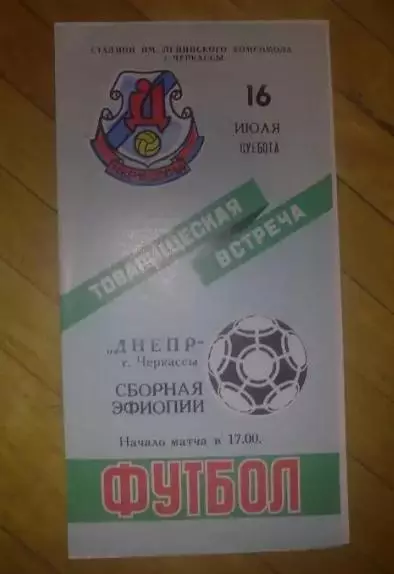 СТАДИОН ИМ. ЛЕНИНСКОГО КОМСОМОЛА
г. ЧЕРКАССЫ
Д
ЧЕРКАССЫ
16
ИЮЛЯ
СУББОТА
ТОВАРИЩЕСКАЯ
ВСТРЕЧА
„ДНЕПР"
г. Черкассы
СБОРНАЯ
ЭФИОПИИ
Начало матча в 17.00.
ФУТБОЛ